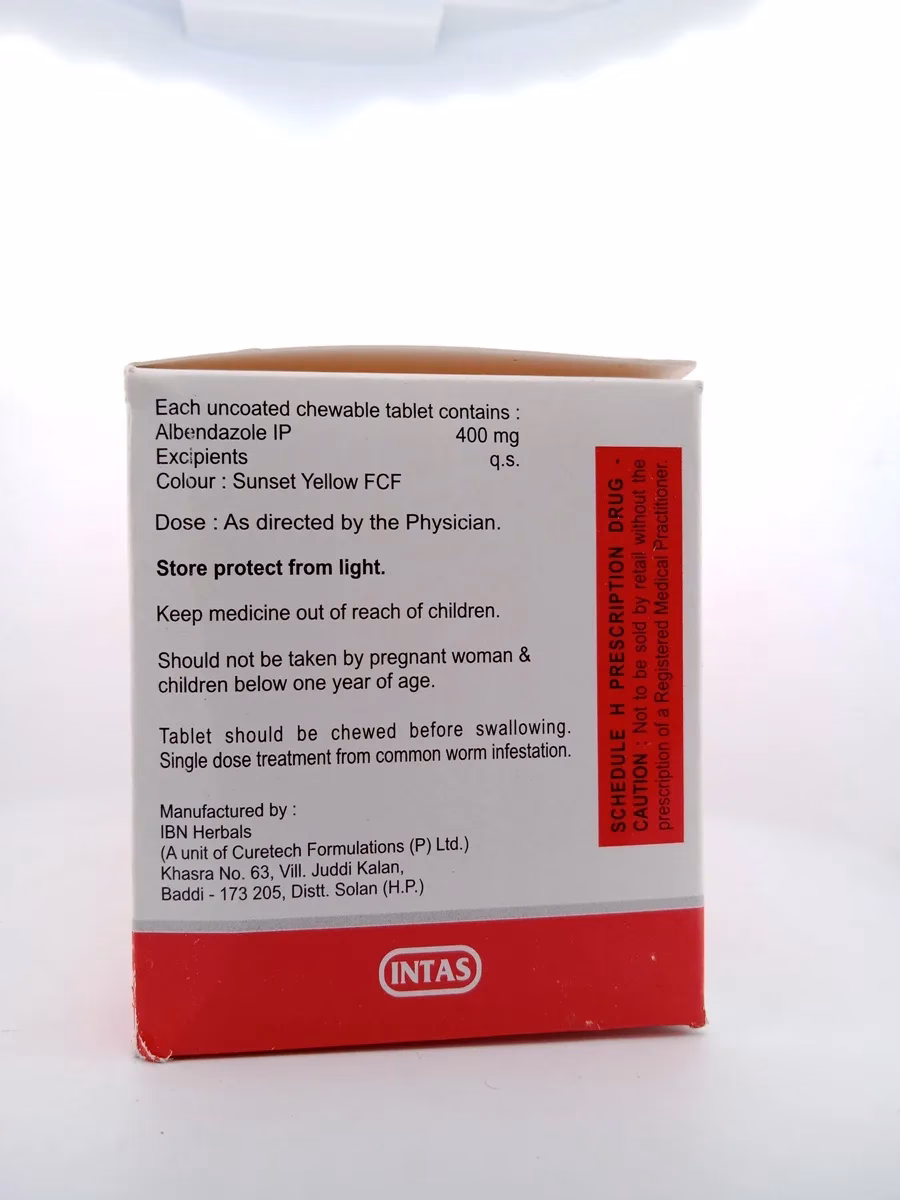 Each uncoated chewable tablet contains :
Albendazole IP 400 mg
Excipients q.s.
Colour : Sunset Yellow FCF
Dose : As directed by the Physician.
Store protect from light.
Keep medicine out of reach of children.
Should not be taken by pregnant woman &
children below one year of age.
Tablet should be chewed before swallowing.
Single dose treatment from common worm infestation.
Manufactured by :
IBN Herbals
(A unit of Curetech Formulations (P) Ltd.)
Khasra No. 63, Vill. Juddi Kalan,
Baddi - 173 205, Distt. Solan (H.P.)
SCHEDULE H PRESCRIPTION DRUG -
CAUTION : Not to be sold by retail without the
prescription of a Registered Medical Practitioner.
INTAS